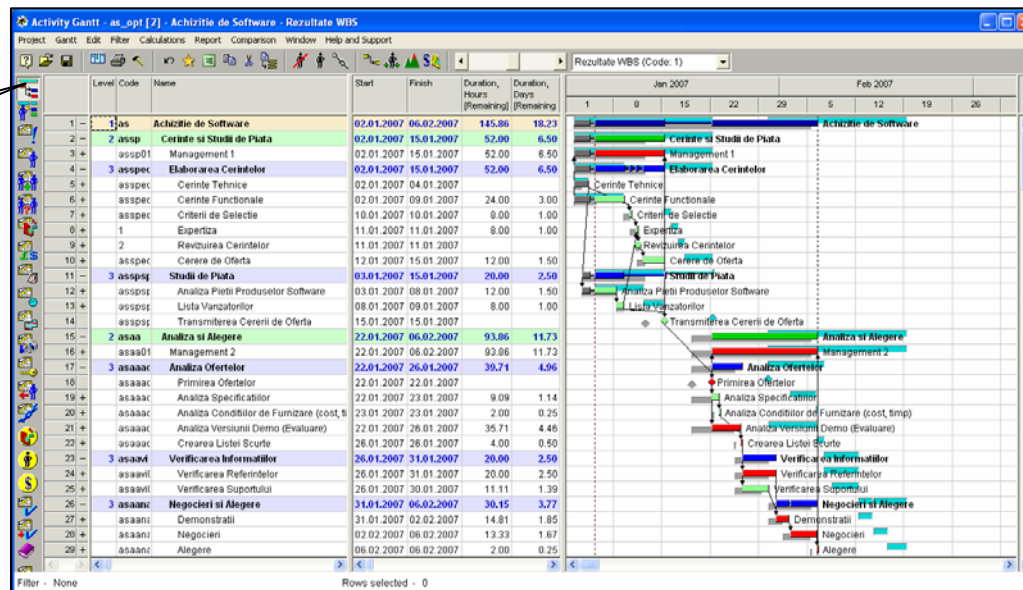 Activity Gantt - as_opt [2] - Achizitie de Software - Rezultate WBS
Project Gantt Edit Filter Calculations Report Comparison Window Help and Support
Rezultate WBS (Code: 1)
Level Code Name Start Finish Duration, Hours (Remaining) Duration, Days (Remaining
Jan 2007 Feb 2007
1 8 15 22 29 5 12 19 26
1 − 1 as Achizitie de Software 02.01.2007 06.02.2007 145.86 18.23 Achizitie de Software
2 − 2 assp Cerinte si Studii de Piata 02.01.2007 15.01.2007 52.00 6.50 Cerinte si Studii de Piata
3 + assp01 Management 1 02.01.2007 15.01.2007 52.00 6.50 Management 1
4 − 3 asspec Elaborarea Cerintelor 02.01.2007 15.01.2007 52.00 6.50 Elaborarea Cerintelor
5 + asspec Cerinte Tehnice 02.01.2007 04.01.2007 Cerinte Tehnice
6 + asspec Cerinte Functionale 02.01.2007 09.01.2007 24.00 3.00 Cerinte Functionale
7 + asspec Criterii de Selectie 10.01.2007 10.01.2007 8.00 1.00 Criterii de Selectie
8 + 1 Expertiza 11.01.2007 11.01.2007 8.00 1.00 Expertiza
9 + 2 Revizuirea Cerintelor 11.01.2007 11.01.2007 Revizuirea Cerintelor
10 + asspec Cerere de Oferta 12.01.2007 15.01.2007 12.00 1.50 Cerere de Oferta
11 − 3 asspsp Studii de Piata 03.01.2007 15.01.2007 20.00 2.50 Studii de Piata
12 + asspsp Analiza Pietii Produselor Software 03.01.2007 08.01.2007 12.00 1.50 Analiza Pietii Produselor Software
13 + asspsp Lista Vanzatorilor 08.01.2007 09.01.2007 8.00 1.00 Lista Vanzatorilor
14 asspsp Transmiterea Cererii de Oferta 15.01.2007 15.01.2007 Transmiterea Cererii de Oferta
15 − 2 asaa Analiza si Alegere 22.01.2007 06.02.2007 93.86 11.73 Analiza si Alegere
16 + asaa01 Management 2 22.01.2007 06.02.2007 93.86 11.73 Management 2
17 − 3 asaaac Analiza Ofertelor 22.01.2007 26.01.2007 39.71 4.96 Analiza Ofertelor
18 asaaac Primirea Ofertelor 22.01.2007 22.01.2007 Primirea Ofertelor
19 + asaaac Analiza Specificatiilor 22.01.2007 23.01.2007 9.09 1.14 Analiza Specificatiilor
20 + asaaac Analiza Conditiilor de Furnizare (cost, ti 23.01.2007 23.01.2007 2.00 0.25 Analiza Conditiilor de Furnizare (cost, timp)
21 + asaaac Analiza Versiunii Demo (Evaluare) 22.01.2007 26.01.2007 35.71 4.46 Analiza Versiunii Demo (Evaluare)
22 + asaaac Crearea Listei Scurte 26.01.2007 26.01.2007 4.00 0.50 Crearea Listei Scurte
23 − 3 asaavi Verificarea Informatiilor 26.01.2007 31.01.2007 20.00 2.50 Verificarea Informatiilor
24 + asaavil Verificarea Referintelor 26.01.2007 31.01.2007 20.00 2.50 Verificarea Referintelor
25 + asaavil Verificarea Suportului 26.01.2007 30.01.2007 11.11 1.39 Verificarea Suportului
26 − 3 asaana Negocieri si Alegere 31.01.2007 06.02.2007 30.15 3.77 Negocieri si Alegere
27 + asaana Demonstratii 31.01.2007 02.02.2007 14.81 1.85 Demonstratii
28 + asaana Negocieri 02.02.2007 06.02.2007 13.33 1.67 Negocieri
29 + asaana Alegere 06.02.2007 06.02.2007 2.00 0.25 Alegere
Filter - None Rows selected - 0